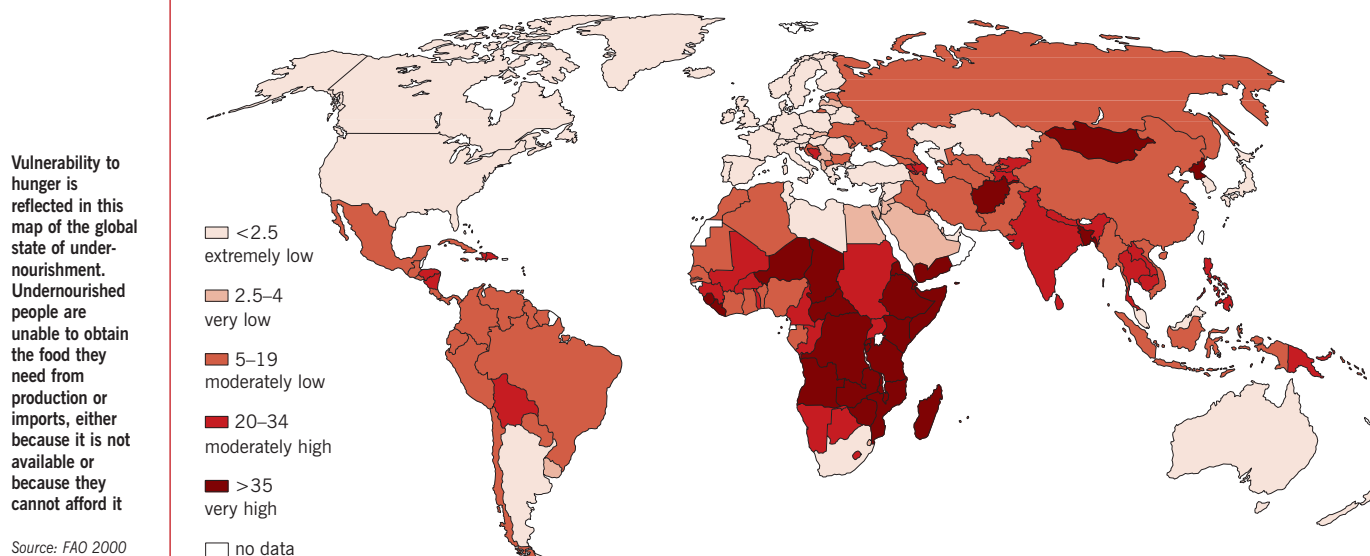 Vulnerability to
hunger is
reflected in this
map of the global
state of under-
nourishment.
Undernourished
people are
unable to obtain
the food they
need from
production or
imports, either
because it is not
available or
because they
cannot afford it
Source: FAO 2000
<2.5
extremely low
2.5–4
very low
5–19
moderately low
20–34
moderately high
>35
very high
no data